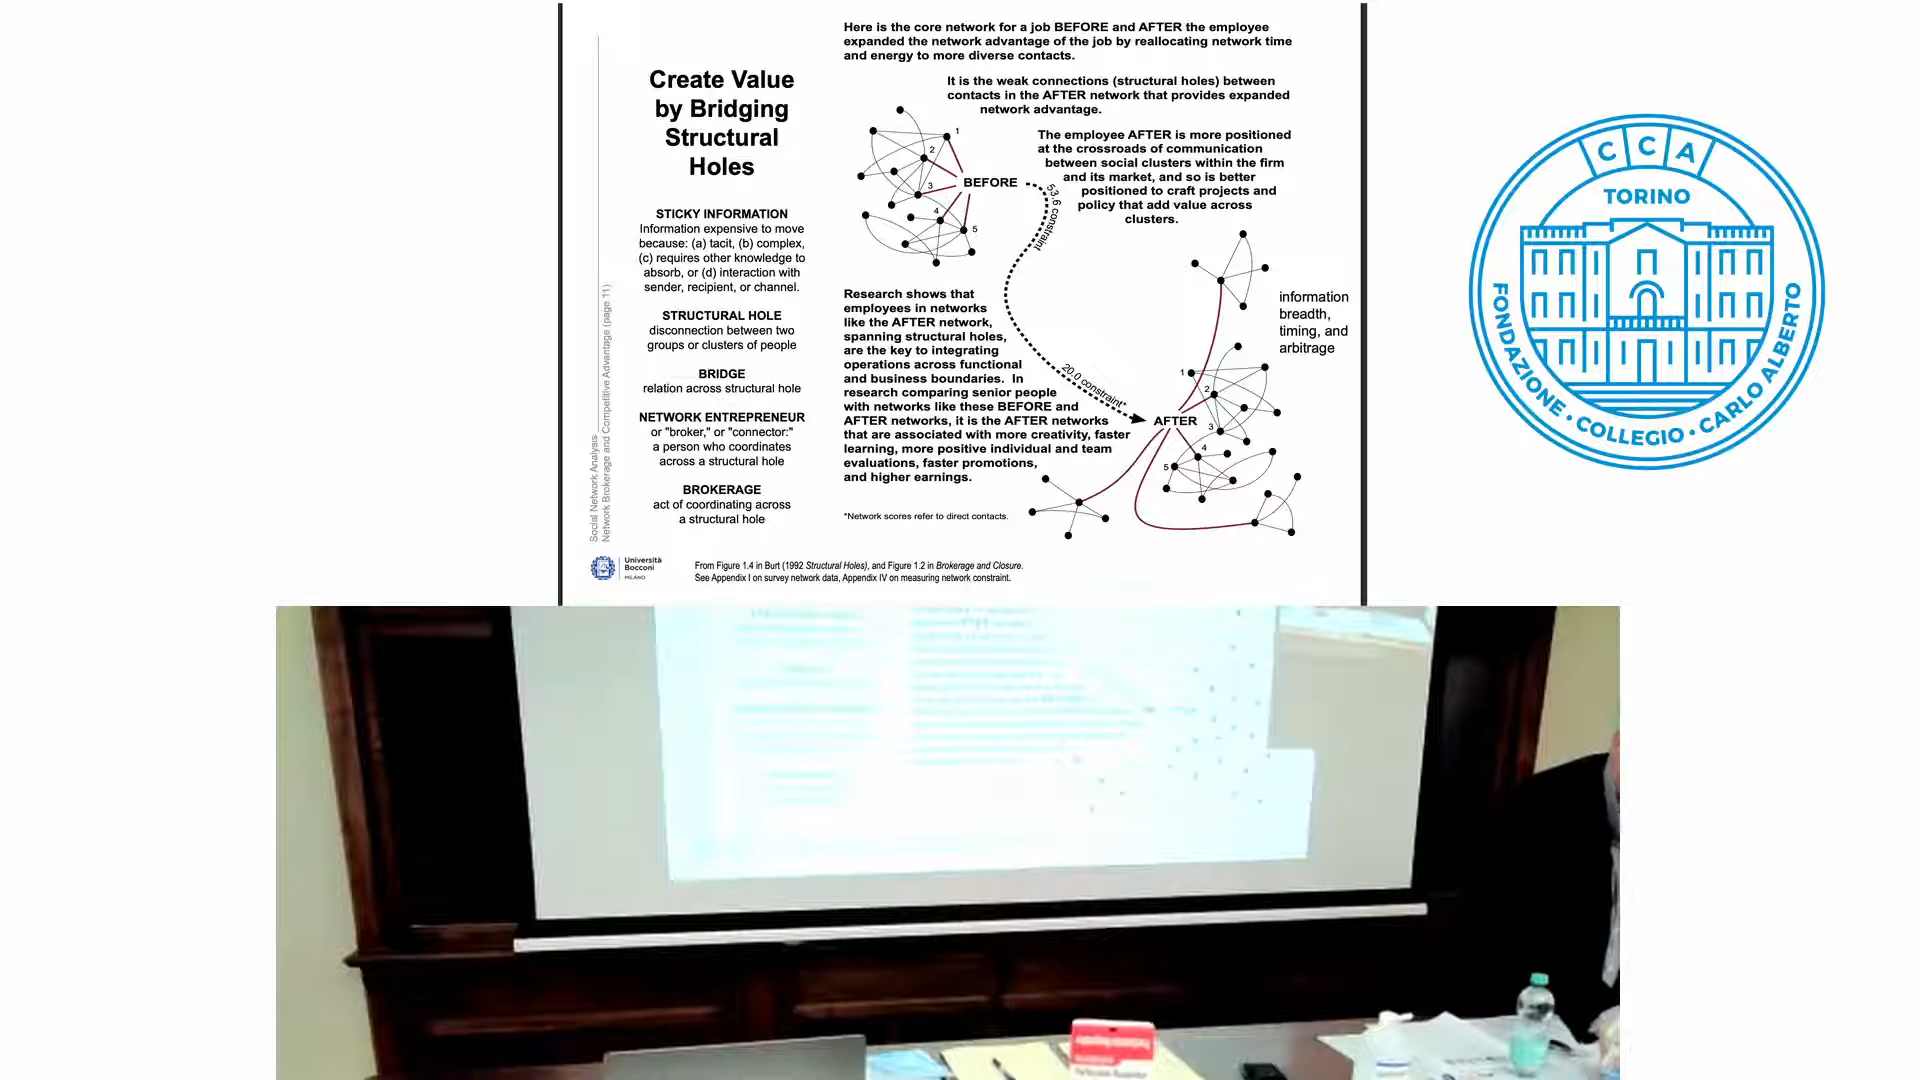 Create Value
by Bridging
Structural
Holes
STICKY INFORMATION
Information expensive to move
because: (a) tacit, (b) complex,
(c) requires other knowledge to
absorb, or (d) interaction with
sender, recipient, or channel.
STRUCTURAL HOLE
disconnection between two
groups or clusters of people
BRIDGE
relation across structural hole
NETWORK ENTREPRENEUR
or "broker," or "connector:"
a person who coordinates
across a structural hole
BROKERAGE
act of coordinating across
a structural hole
Social Network Analysis
Network Brokerage and Competitive Advantage (page 11)
Università
Bocconi
MILANO
Here is the core network for a job BEFORE and AFTER the employee
expanded the network advantage of the job by reallocating network time
and energy to more diverse contacts.
It is the weak connections (structural holes) between
contacts in the AFTER network that provides expanded
network advantage.
The employee AFTER is more positioned
at the crossroads of communication
between social clusters within the firm
and its market, and so is better
positioned to craft projects and
policy that add value across
clusters.
1
2
3
4
5
BEFORE
53.6 constraint
Research shows that
employees in networks
like the AFTER network,
spanning structural holes,
are the key to integrating
operations across functional
and business boundaries. In
research comparing senior people
with networks like these BEFORE and
AFTER networks, it is the AFTER networks
that are associated with more creativity, faster
learning, more positive individual and team
evaluations, faster promotions,
and higher earnings.
20.0 constraint*
AFTER
1
2
3
4
5
information
breadth,
timing, and
arbitrage
*Network scores refer to direct contacts.
From Figure 1.4 in Burt (1992 Structural Holes), and Figure 1.2 in Brokerage and Closure.
See Appendix I on survey network data, Appendix IV on measuring network constraint.
CCA
TORINO
FONDAZIONE • COLLEGIO • CARLO ALBERTO